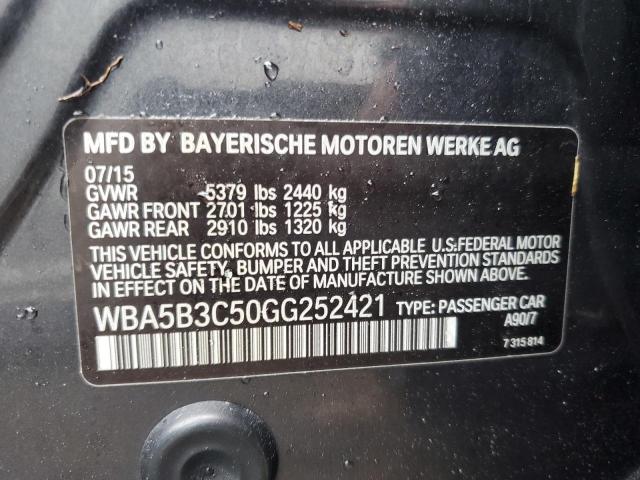 MFD BY BAYERISCHE MOTOREN WERKE AG
07/15
GVWR 5379 lbs 2440 kg
GAWR FRONT 2701 lbs 1225 kg
GAWR REAR 2910 lbs 1320 kg
THIS VEHICLE CONFORMS TO ALL APPLICABLE U.S.FEDERAL MOTOR
VEHICLE SAFETY, BUMPER AND THEFT PREVENTION STANDARDS
IN EFFECT ON THE DATE OF MANUFACTURE SHOWN ABOVE.
WBA5B3C50GG252421 TYPE: PASSENGER CAR
A90/7
7 315 814